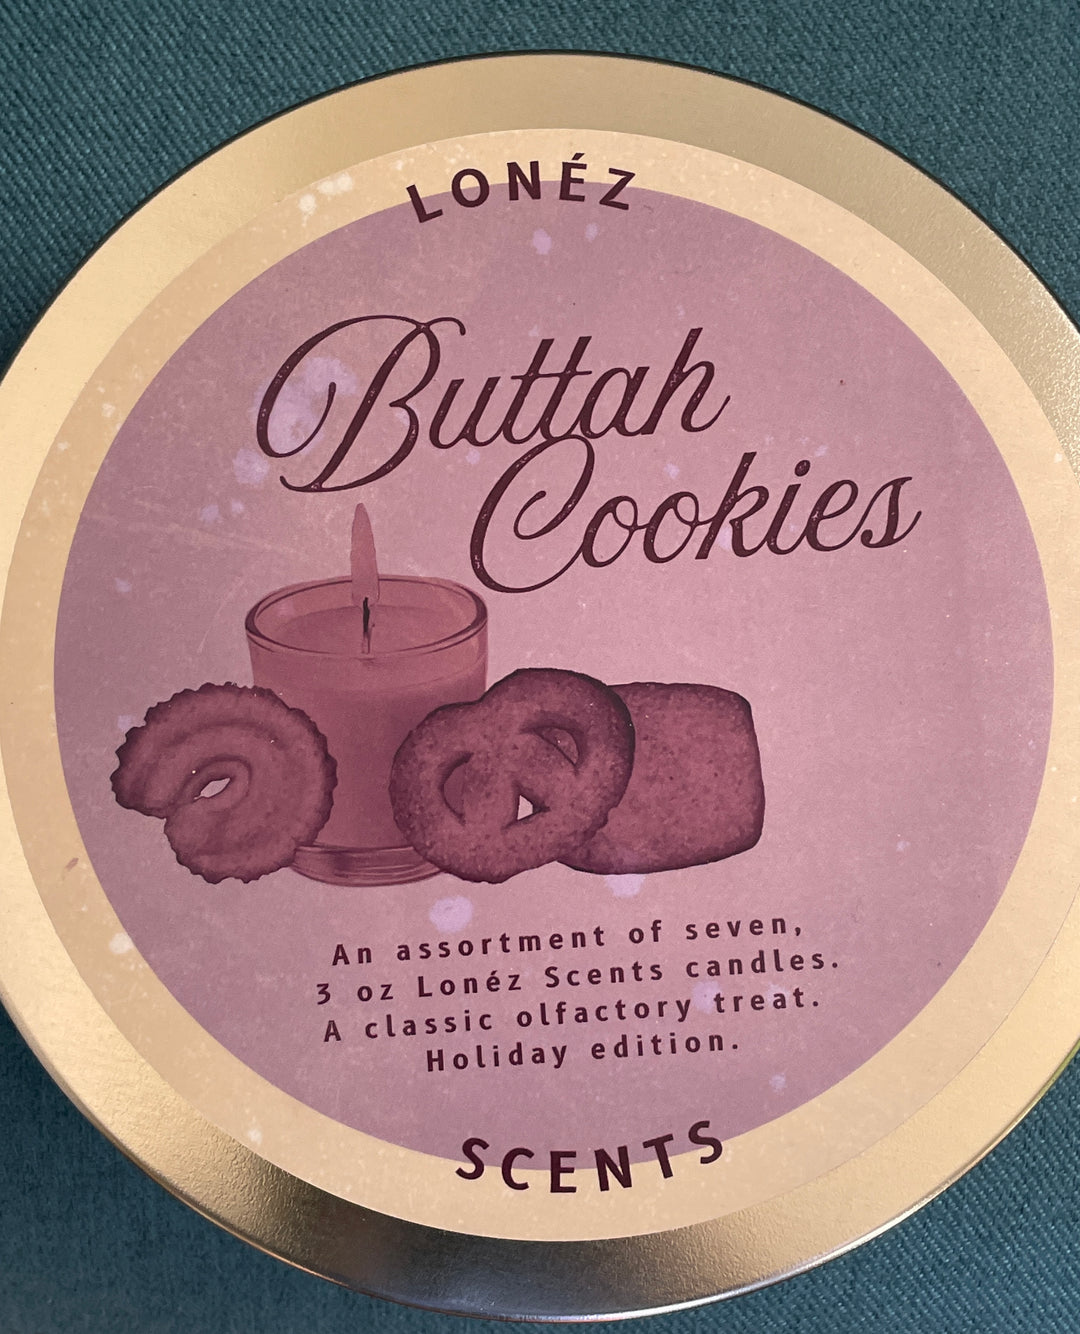 LONÉZ
Buttah
Cookies
An assortment of seven,
3 oz Lonéz Scents candles.
A classic olfactory treat.
Holiday edition.
SCENTS